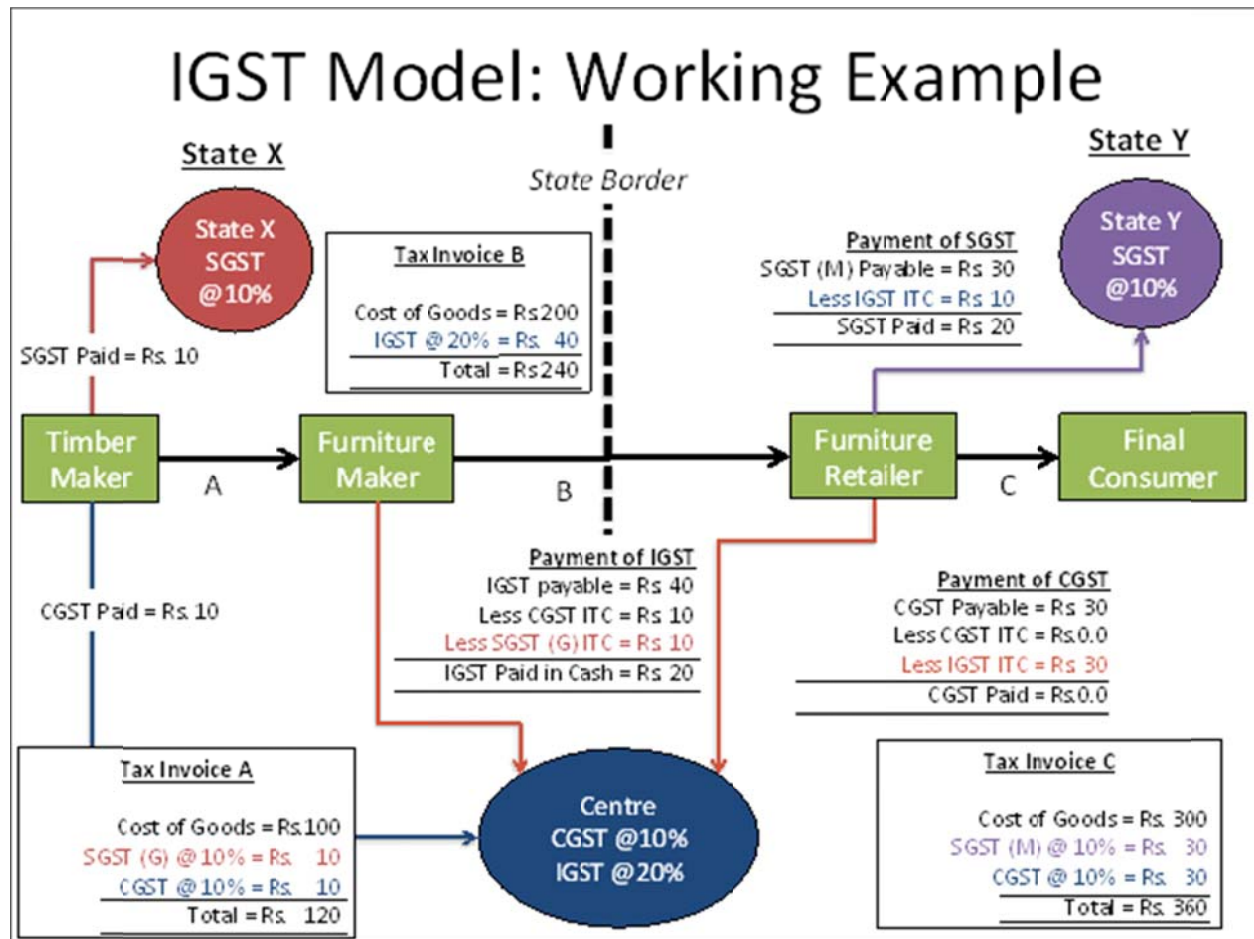 IGST Model: Working Example
State X
State Border
State Y
State X
SGST
@10%
State Y
SGST
@10%
Tax Invoice B
Cost of Goods = Rs.200
IGST @ 20% = Rs. 40
Total = Rs.240
Payment of SGST
SGST (M) Payable = Rs. 30
Less IGST ITC = Rs. 10
SGST Paid = Rs. 20
SGST Paid = Rs. 10
Timber
Maker
A
Furniture
Maker
B
Furniture
Retailer
C
Final
Consumer
CGST Paid = Rs. 10
Payment of IGST
IGST payable = Rs. 40
Less CGST ITC = Rs. 10
Less SGST (G) ITC = Rs. 10
IGST Paid in Cash = Rs. 20
Payment of CGST
CGST Payable = Rs. 30
Less CGST ITC = Rs.0.0
Less IGST ITC = Rs. 30
CGST Paid = Rs.0.0
Tax Invoice A
Cost of Goods = Rs.100
SGST (G) @ 10% = Rs. 10
CGST @ 10% = Rs. 10
Total = Rs. 120
Centre
CGST @10%
IGST @20%
Tax Invoice C
Cost of Goods = Rs. 300
SGST (M) @ 10% = Rs. 30
CGST @ 10% = Rs. 30
Total = Rs. 360